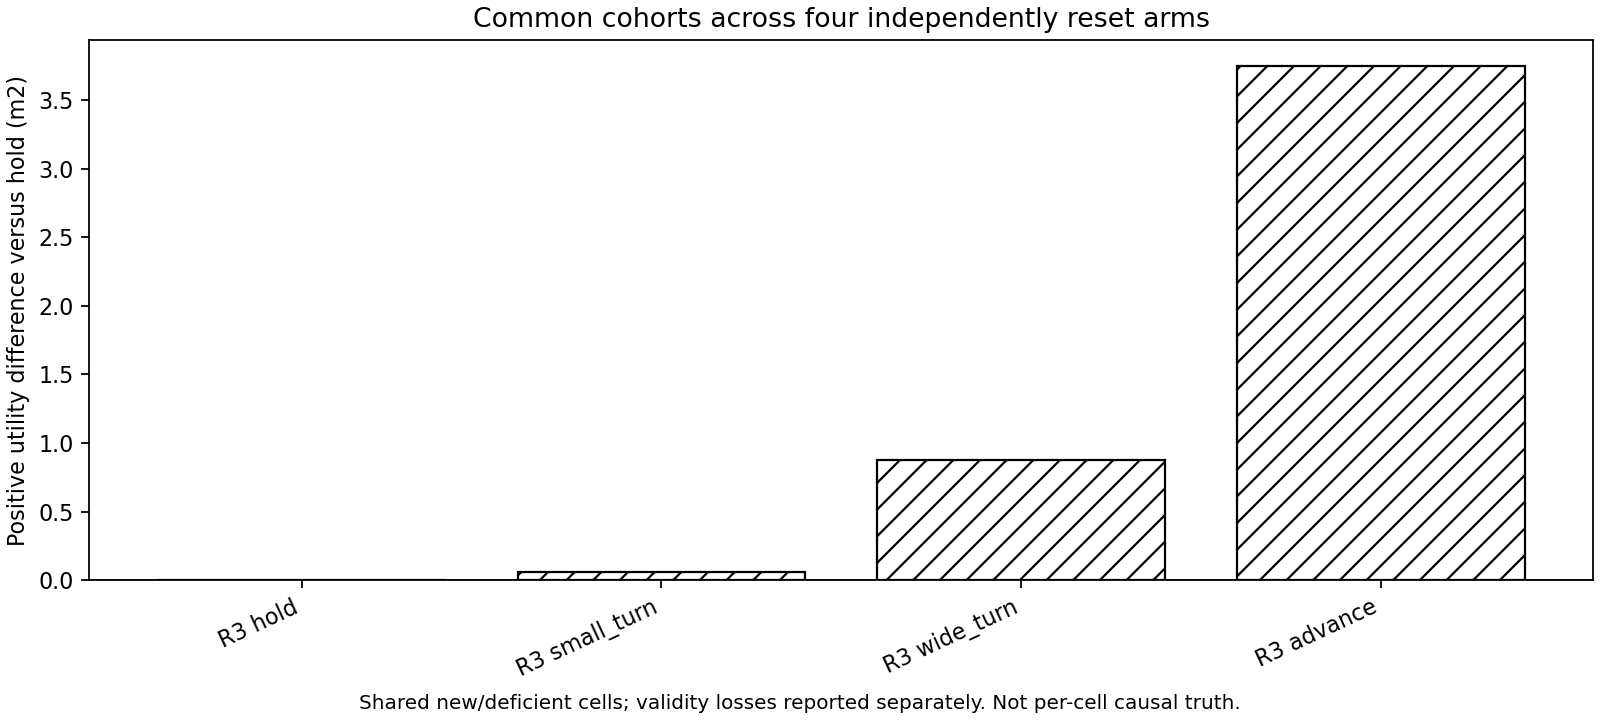 Common cohorts across four independently reset arms
Positive utility difference versus hold (m2)
3.5
3.0
2.5
2.0
1.5
1.0
0.5
0.0
R3 hold
R3 small_turn
R3 wide_turn
R3 advance
Shared new/deficient cells; validity losses reported separately. Not per-cell causal truth.